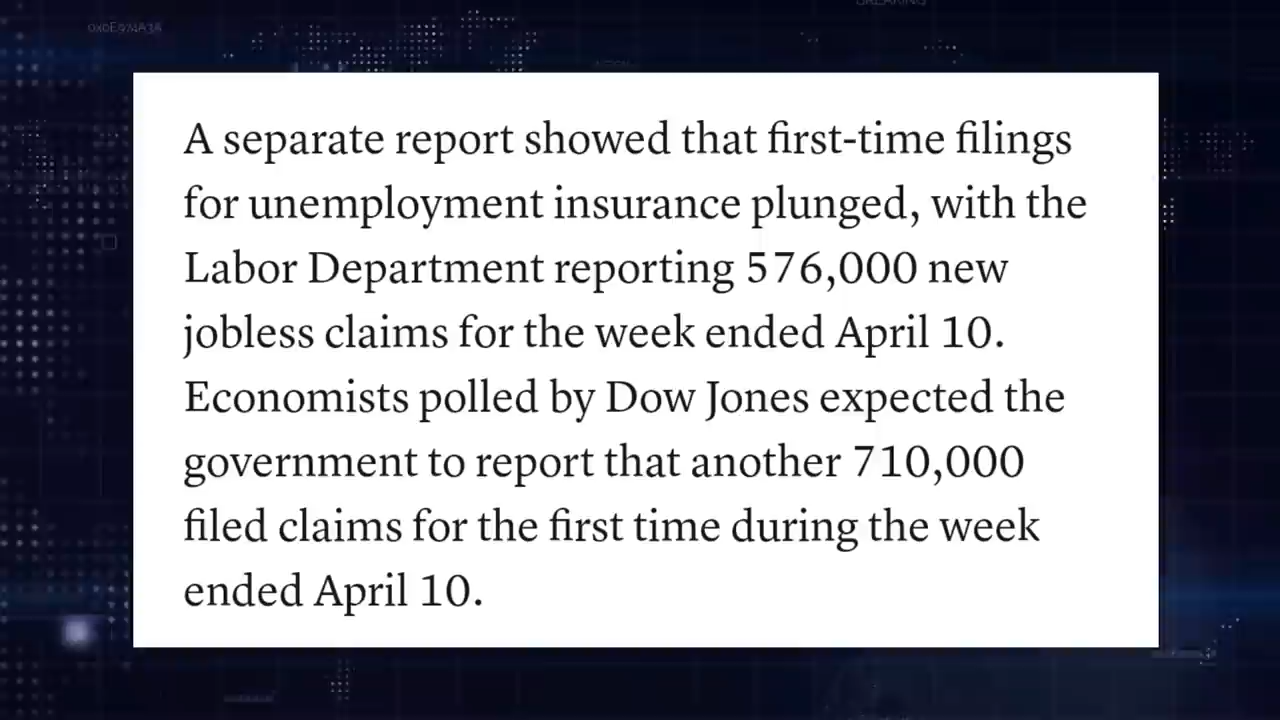 A separate report showed that first-time filings
for unemployment insurance plunged, with the
Labor Department reporting 576,000 new
jobless claims for the week ended April 10.
Economists polled by Dow Jones expected the
government to report that another 710,000
filed claims for the first time during the week
ended April 10.